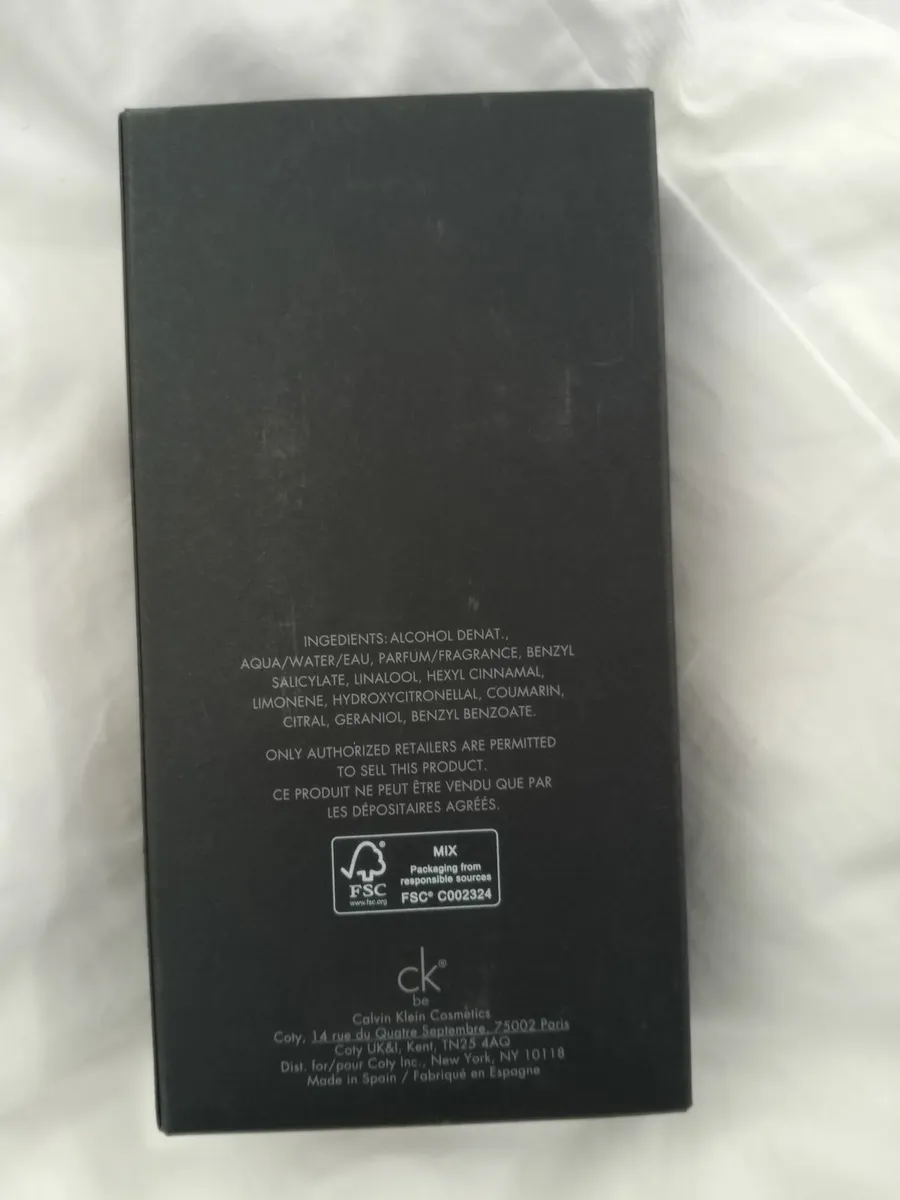 INGEDIENTS: ALCOHOL DENAT.,
AQUA/WATER/EAU, PARFUM/FRAGRANCE, BENZYL
SALICYLATE, LINALOOL, HEXYL CINNAMAL,
LIMONENE, HYDROXYCITRONELLAL, COUMARIN,
CITRAL, GERANIOL, BENZYL BENZOATE.
ONLY AUTHORIZED RETAILERS ARE PERMITTED
TO SELL THIS PRODUCT.
CE PRODUIT NE PEUT ÊTRE VENDU QUE PAR
LES DÉPOSITAIRES AGRÉÉS.
FSC
www.fsc.org
MIX
Packaging from
responsible sources
FSC® C002324
ck®
be
Calvin Klein Cosmetics
Coty, 14 rue du Quatre Septembre, 75002 Paris
Coty UK&I, Kent, TN25 4AQ
Dist. for/pour Coty Inc., New York, NY 10118
Made in Spain / Fabriqué en Espagne